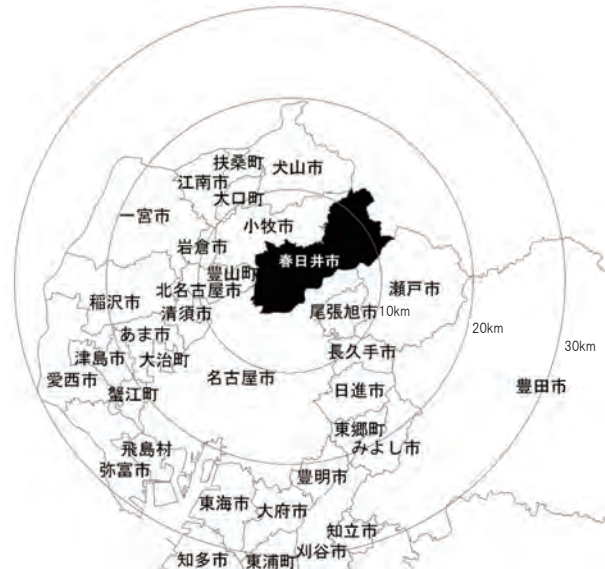 扶桑町
犬山市
江南市
大口町
一宮市
小牧市
岩倉市
春日井市
豊山町
北名古屋市
瀬戸市
稲沢市
清須市
尾張旭市
10km
あま市
20km
津島市
大治町
長久手市
30km
愛西市
名古屋市
蟹江町
日進市
豊田市
東郷町
飛島村
みよし市
弥富市
豊明市
東海市
大府市
知立市
刈谷市
知多市
東浦町